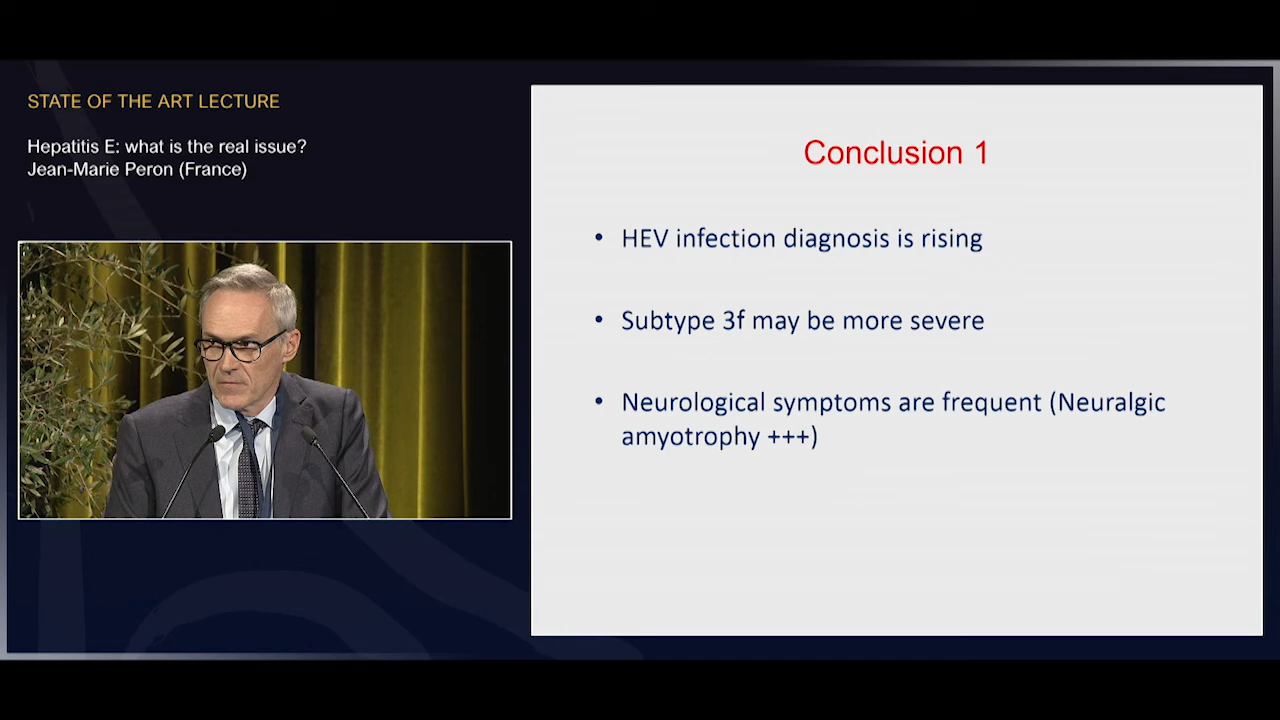 STATE OF THE ART LECTURE
Hepatitis E: what is the real issue?
Jean-Marie Peron (France)
Conclusion 1
• HEV infection diagnosis is rising
• Subtype 3f may be more severe
• Neurological symptoms are frequent (Neuralgic
amyotrophy +++)